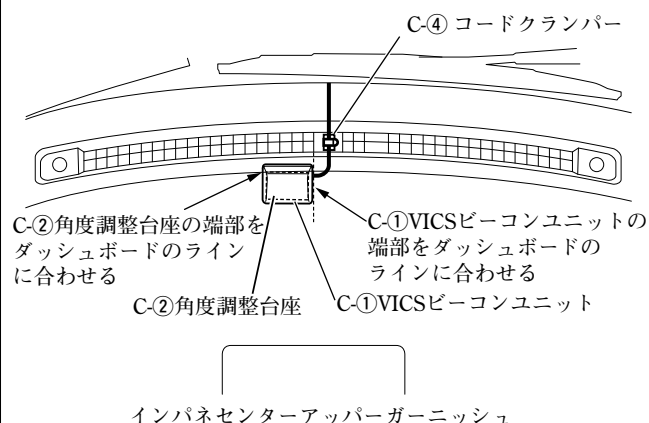 C-④ コードクランパー
C-②角度調整台座の端部を
ダッシュボードのライン
に合わせる
C-①VICSビーコンユニットの
端部をダッシュボードの
ラインに合わせる
C-②角度調整台座
C-①VICSビーコンユニット
インパネセンターアッパーガーニッシュ